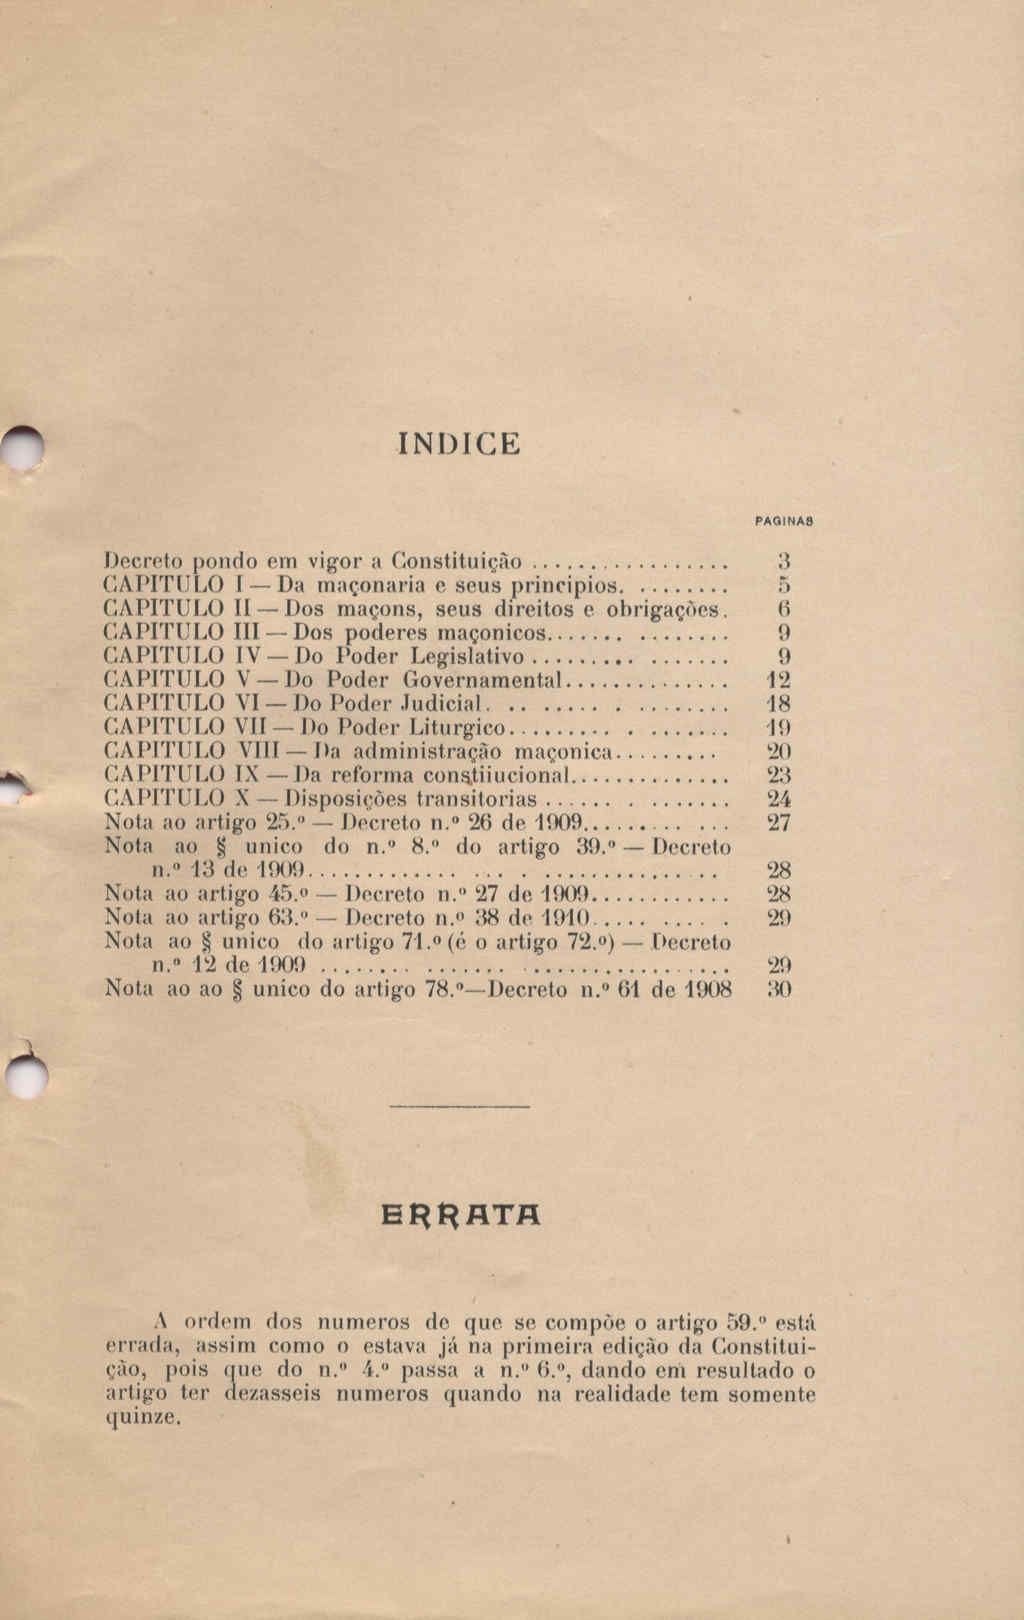 INDICE
PAGINAS
Decreto pondo em vigor a Constituição ................. 3
CAPITULO I — Da maçonaria e seus principios. ........ 5
CAPITULO II — Dos maçons, seus direitos e obrigações. 6
CAPITULO III — Dos poderes maçonicos....... ........ 9
CAPITULO IV — Do Poder Legislativo ......... ....... 9
CAPITULO V — Do Poder Governamental.............. 12
CAPITULO VI — Do Poder Judicial. .. ...... . ........ 18
CAPITULO VII — Do Poder Liturgico......... . ....... 19
CAPITULO VIII — Da administração maçonica......... 20
CAPITULO IX — Da reforma constiiucional.............. 23
CAPITULO X — Disposições transitorias ...... . ....... 24
Nota ao artigo 25.º — Decreto n.º 26 de 1909.......... ... 27
Nota ao § unico do n.º 8.º do artigo 39.º — Decreto
n.º 13 de 1909............. ... . ............... 28
Nota ao artigo 45.º — Decreto n.º 27 de 1909............ 28
Nota ao artigo 63.º — Decreto n.º 38 de 1910..... .... . 29
Nota ao § unico do artigo 71.º (é o artigo 72.º) — Decreto
n.º 12 de 1909 ........ ....... ................. 29
Nota ao ao § unico do artigo 78.º—Decreto n.º 61 de 1908 30
ERRATA
A ordem dos numeros de que se compõe o artigo 59.º está
errada, assim como o estava já na primeira edição da Constitui-
ção, pois que do n.º 4.º passa a n.º 6.º, dando em resultado o
artigo ter dezasseis numeros quando na realidade tem somente
quinze.